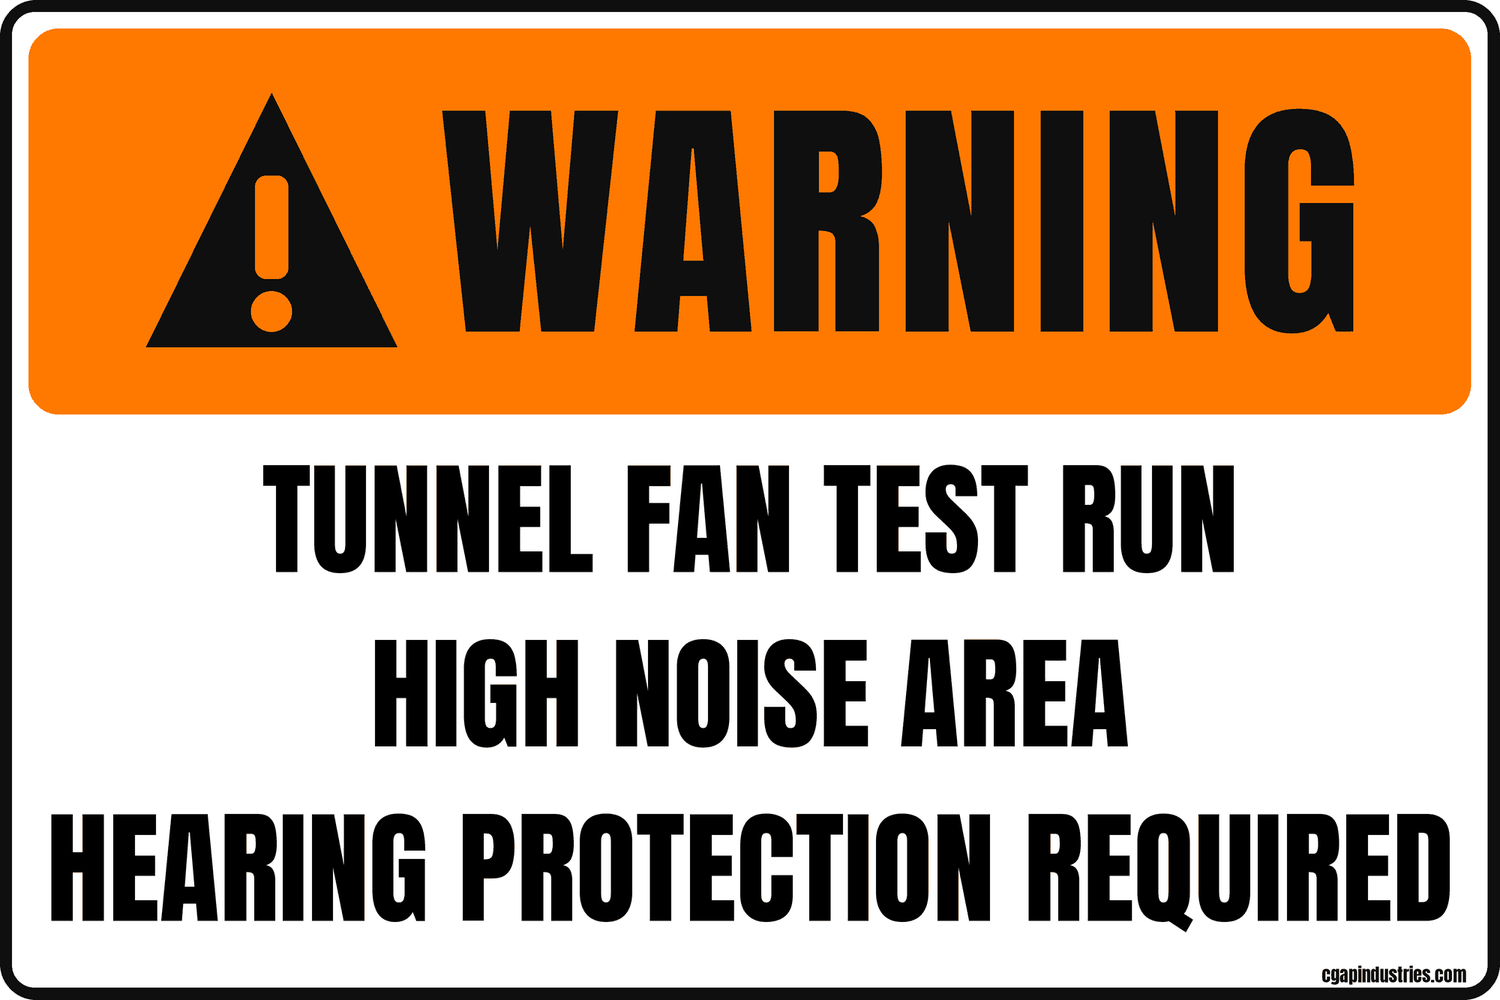 WARNING
TUNNEL FAN TEST RUN
HIGH NOISE AREA
HEARING PROTECTION REQUIRED
cgapindustries.com